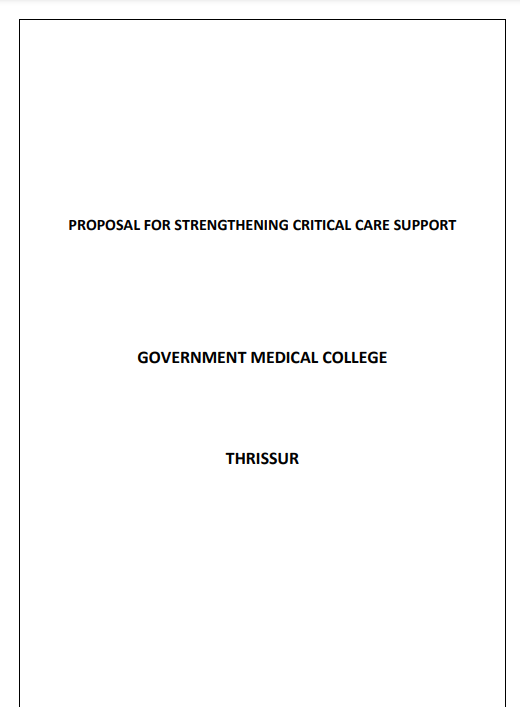 PROPOSAL FOR STRENGTHENING CRITICAL CARE SUPPORT
GOVERNMENT MEDICAL COLLEGE
THRISSUR